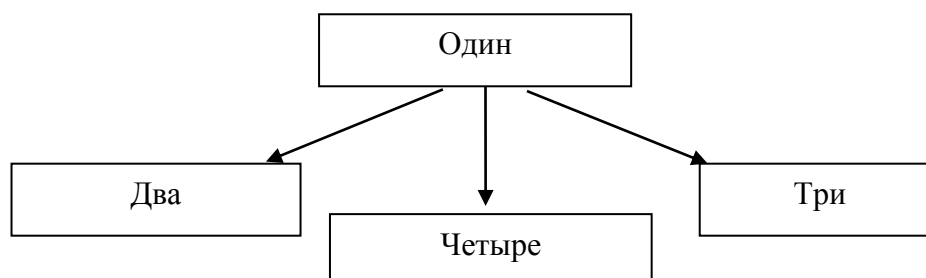 Один
Два
Три
Четыре